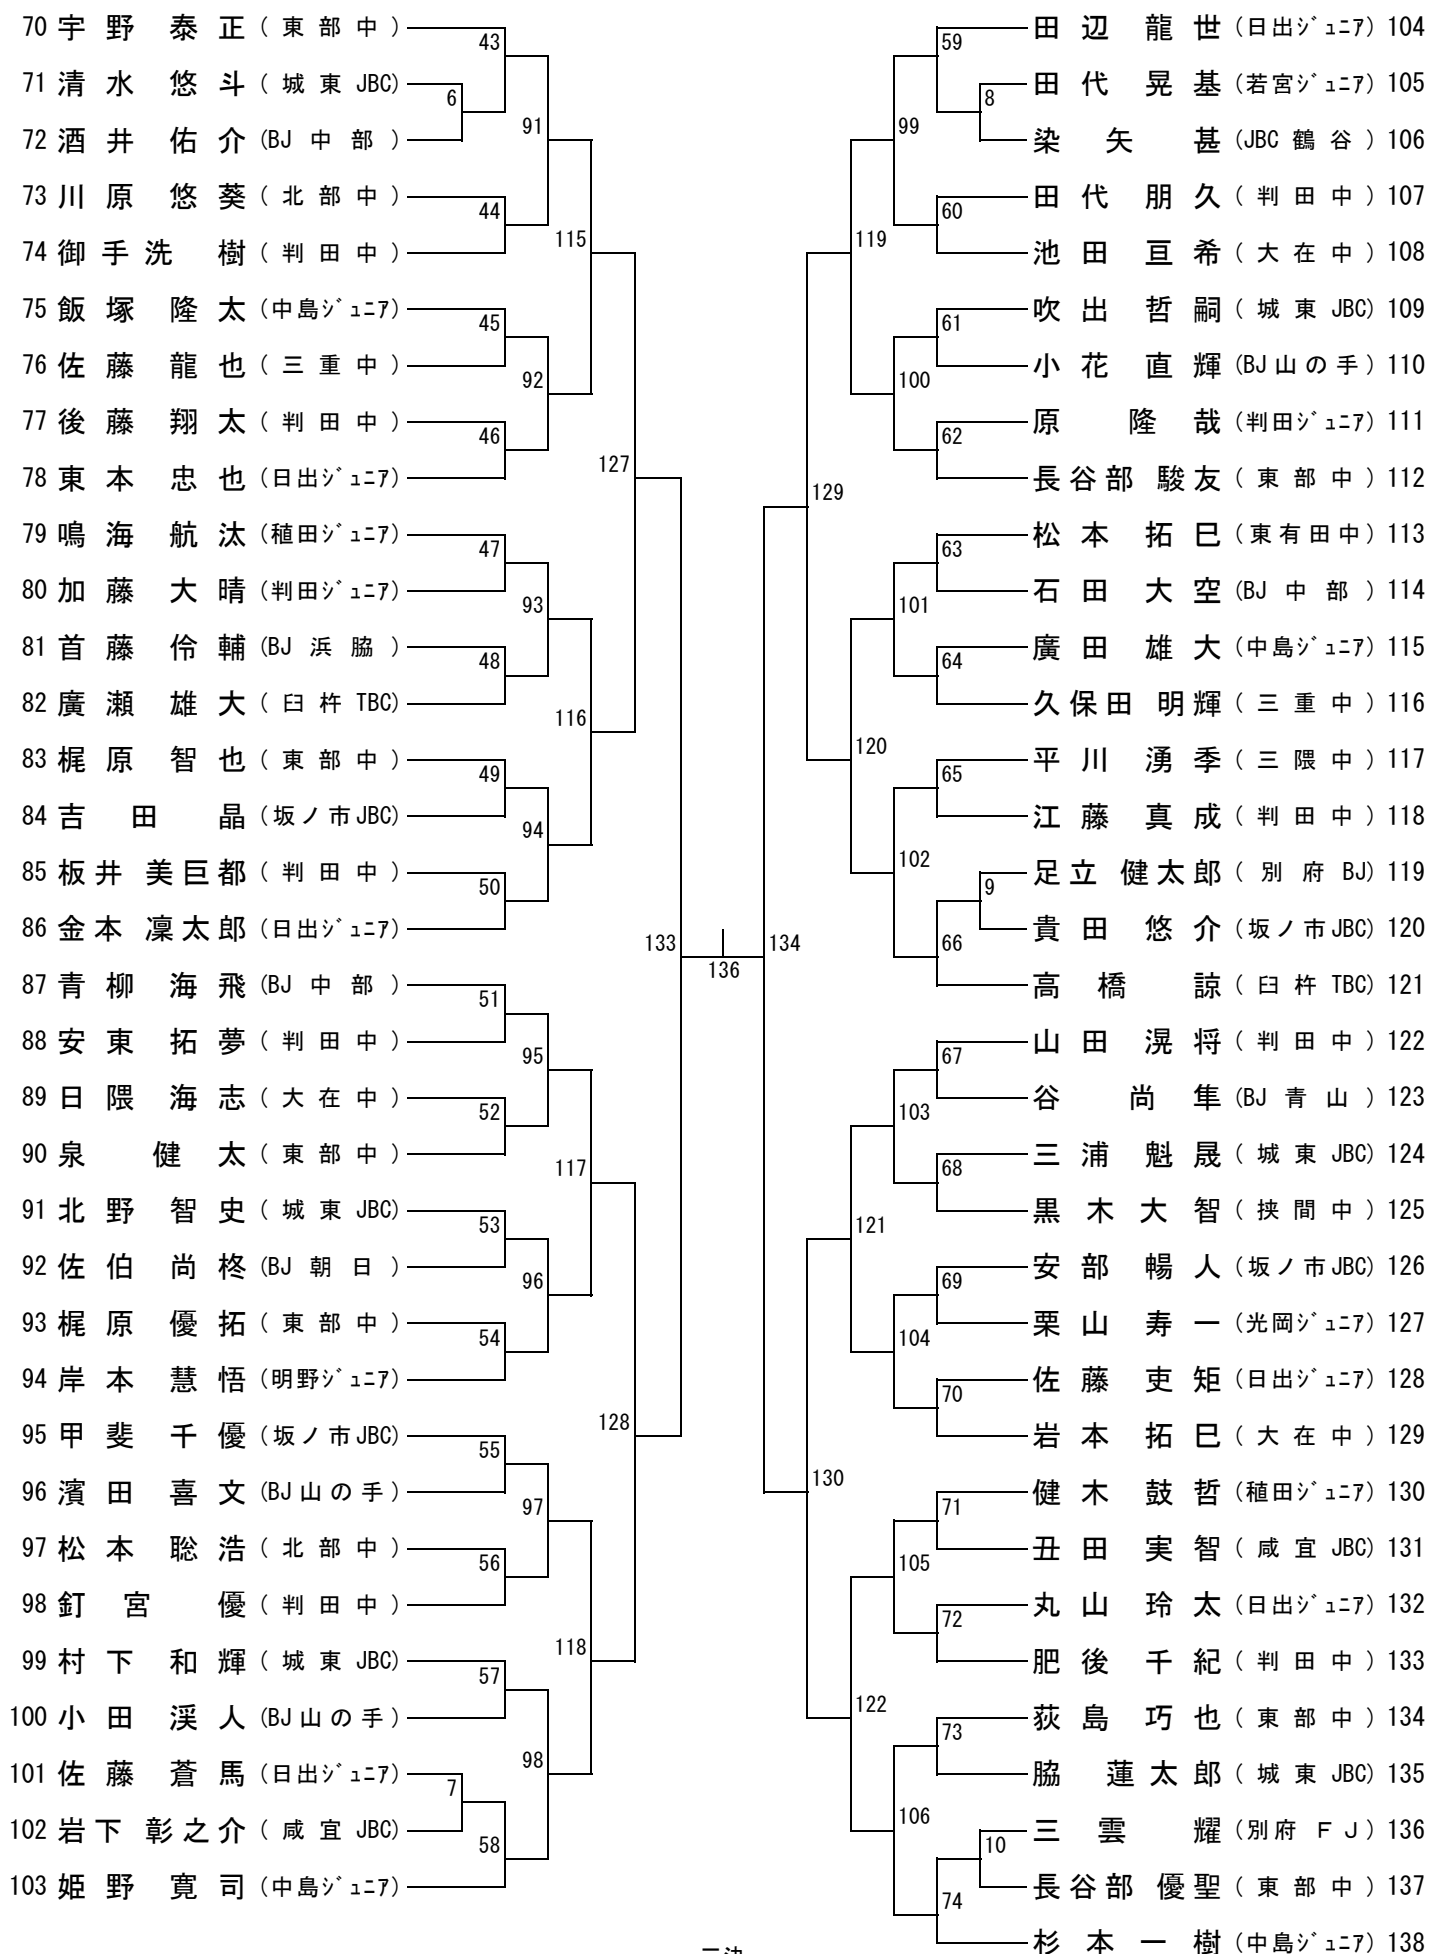 70 宇野 泰正 (東部中)
71 清水 悠斗 (城東 JBC)
72 酒井 佑介 (BJ 中部)
73 川原 悠葵 (北部中)
74 御手洗 樹 (判田中)
75 飯塚 隆太 (中島ジュニア)
76 佐藤 龍也 (三重中)
77 後藤 翔太 (判田中)
78 東本 忠也 (日出ジュニア)
79 鳴海 航汰 (稙田ジュニア)
80 加藤 大晴 (判田ジュニア)
81 首藤 伶輔 (BJ 浜脇)
82 廣瀬 雄大 (臼杵 TBC)
83 梶原 智也 (東部中)
84 吉田 晶 (坂ノ市JBC)
85 板井 美巨都 (判田中)
86 金本 凜太郎 (日出ジュニア)
87 青柳 海飛 (BJ 中部)
88 安東 拓夢 (判田中)
89 日隈 海志 (大在中)
90 泉 健太 (東部中)
91 北野 智史 (城東 JBC)
92 佐伯 尚柊 (BJ 朝日)
93 梶原 優拓 (東部中)
94 岸本 慧悟 (明野ジュニア)
95 甲斐 千優 (坂ノ市JBC)
96 濱田 喜文 (BJ山の手)
97 松本 聡浩 (北部中)
98 釘宮 優 (判田中)
99 村下 和輝 (城東 JBC)
100 小田 渓人 (BJ山の手)
101 佐藤 蒼馬 (日出ジュニア)
102 岩下 彰之介 (咸宜 JBC)
103 姫野 寛司 (中島ジュニア)
43
6
91
44
115
45
92
46
127
47
93
48
116
49
94
50
133
51
95
52
117
53
96
54
128
55
97
56
118
57
98
7
58
136
134
59
8
99
60
119
61
100
62
129
63
101
64
120
65
102
9
66
67
103
68
121
69
104
70
130
71
105
72
122
73
106
10
74
田辺 龍世 (日出ジュニア) 104
田代 晃基 (若宮ジュニア) 105
染矢 甚 (JBC 鶴谷) 106
田代 朋久 (判田中) 107
池田 亘希 (大在中) 108
吹出 哲嗣 (城東 JBC) 109
小花 直輝 (BJ山の手) 110
原 隆哉 (判田ジュニア) 111
長谷部 駿友 (東部中) 112
松本 拓巳 (東有田中) 113
石田 大空 (BJ 中部) 114
廣田 雄大 (中島ジュニア) 115
久保田 明輝 (三重中) 116
平川 湧季 (三隈中) 117
江藤 真成 (判田中) 118
足立 健太郎 (別府 BJ) 119
貴田 悠介 (坂ノ市JBC) 120
高橋 諒 (臼杵 TBC) 121
山田 滉将 (判田中) 122
谷 尚隼 (BJ 青山) 123
三浦 魁晟 (城東 JBC) 124
黒木大智 (挾間中) 125
安部 暢人 (坂ノ市JBC) 126
栗山 寿一 (光岡ジュニア) 127
佐藤 吏矩 (日出ジュニア) 128
岩本 拓巳 (大在中) 129
健木 鼓哲 (稙田ジュニア) 130
丑田 実智 (咸宜 JBC) 131
丸山 玲太 (日出ジュニア) 132
肥後 千紀 (判田中) 133
荻島 巧也 (東部中) 134
脇 蓮太郎 (城東 JBC) 135
三雲 耀 (別府 FJ) 136
長谷部 優聖 (東部中) 137
杉本一樹 (中島ジュニア) 138